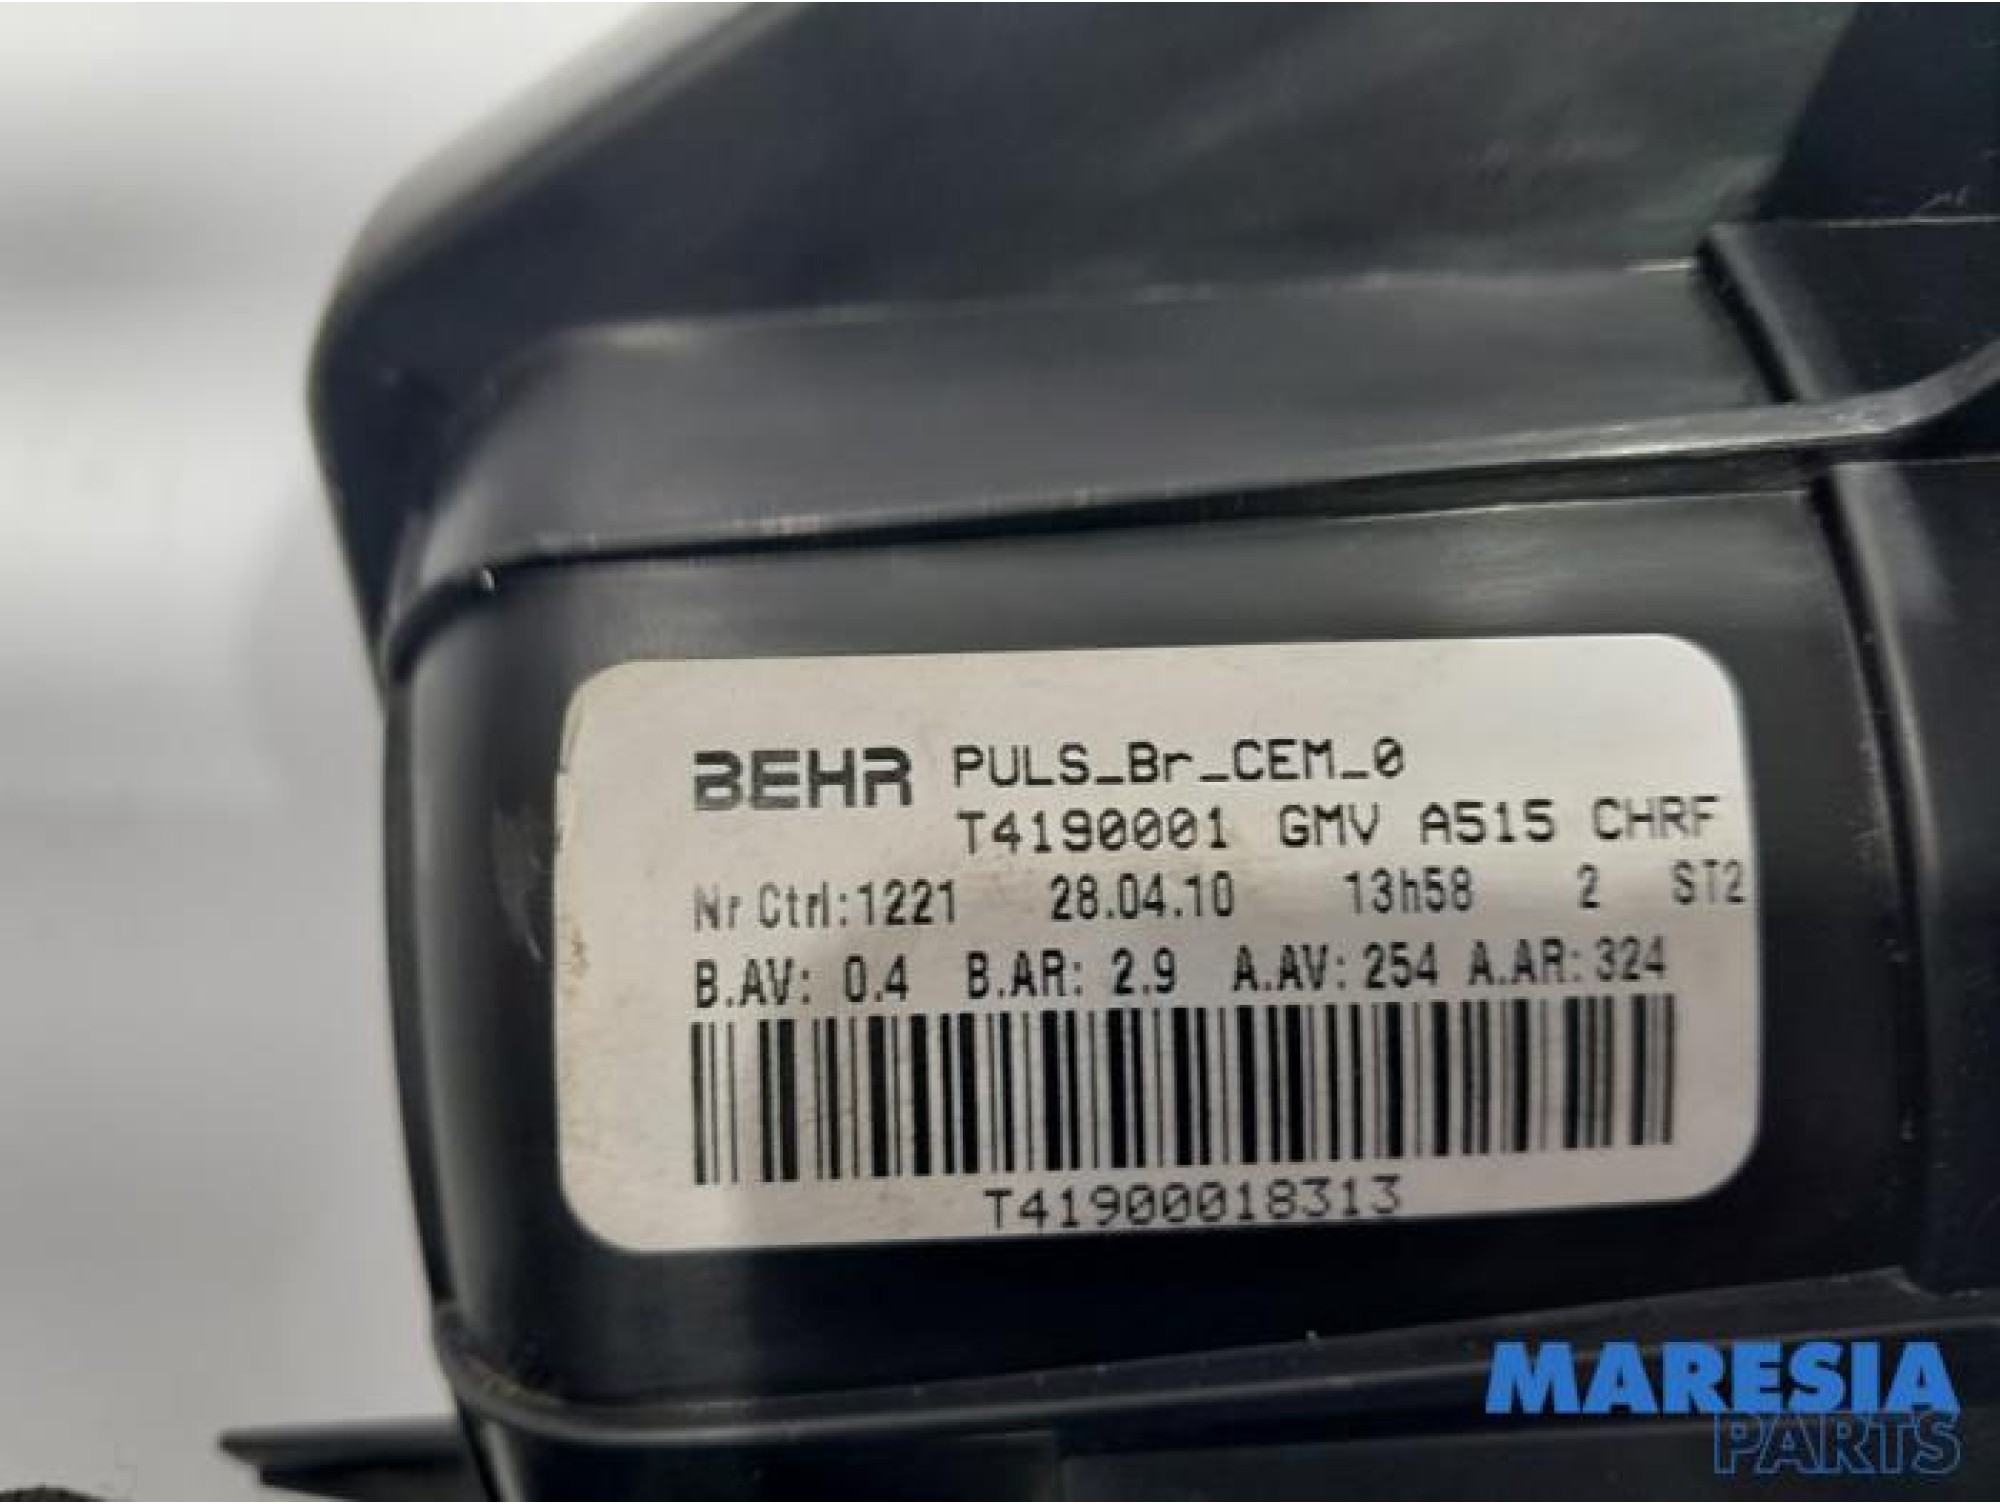 BEHR PULS_Br_CEM_0
T4190001 GMV A515 CHRF
Nr Ctrl:1221 28.04.10 13h58 2 ST2
B.AV: 0.4 B.AR: 2.9 A.AV: 254 A.AR: 324
T41900018313
MARESIA
PARTS